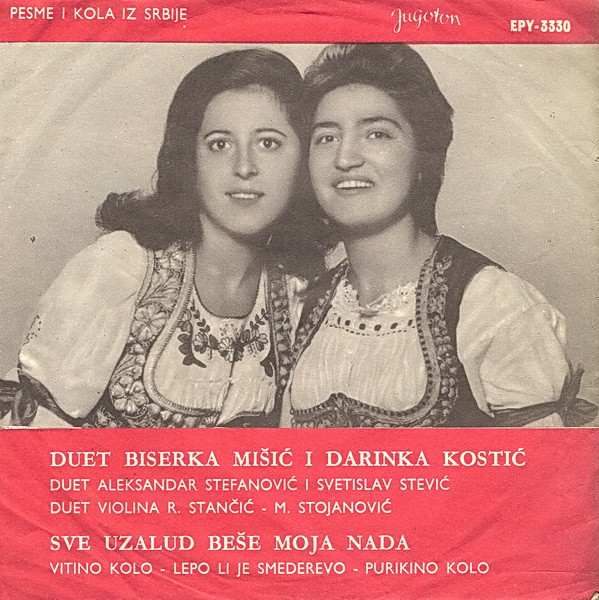 PESME I KOLA IZ SRBIJE
Jugoton
EPY-3330
DUET BISERKA MIŠIĆ I DARINKA KOSTIĆ
DUET ALEKSANDAR STEFANOVIĆ I SVETISLAV STEVIĆ
DUET VIOLINA R. STANČIĆ - M. STOJANOVIĆ
SVE UZALUD BEŠE MOJA NADA
VITINO KOLO - LEPO LI JE SMEDEREVO - PURIKINO KOLO